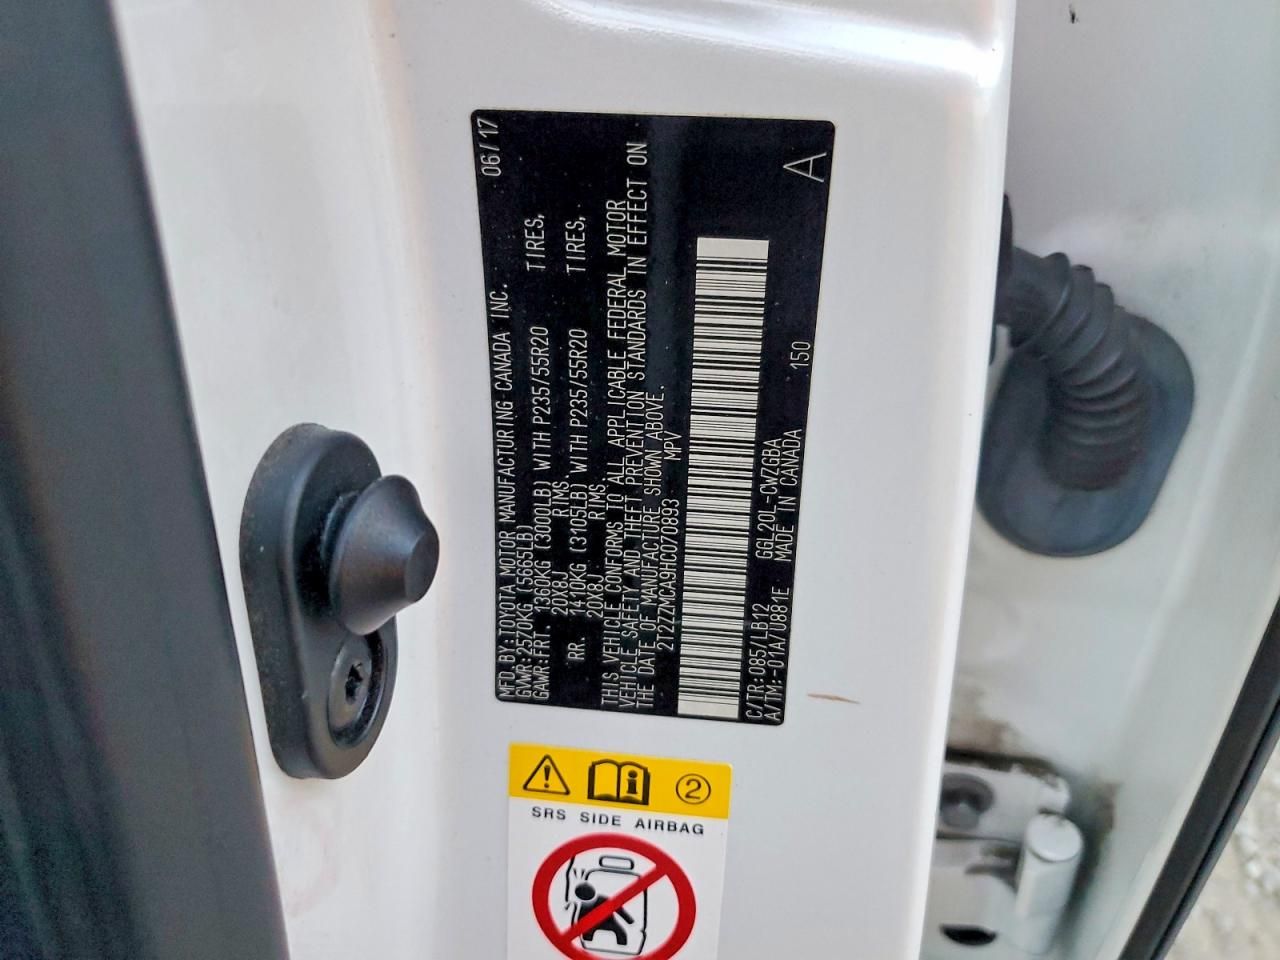 MFD.BY:TOYOTA MOTOR MANUFACTURING CANADA INC. 06/17
GVWR:2570KG (5665LB)
GAWR:FRT. 1360KG (3000LB) WITH P235/55R20 TIRES,
20X8J RIMS,
RR. 1410KG (3105LB) WITH P235/55R20 TIRES,
20X8J RIMS.
THIS VEHICLE CONFORMS TO ALL APPLICABLE FEDERAL MOTOR
VEHICLE SAFETY AND THEFT PREVENTION STANDARDS IN EFFECT ON
THE DATE OF MANUFACTURE SHOWN ABOVE.
2T2ZZMCA9HC070893 MPV
C/TR:085/LB12 GGL20L-CWZGBA 150 A
A/TM:-01A/U881E MADE IN CANADA
2
SRS SIDE AIRBAG